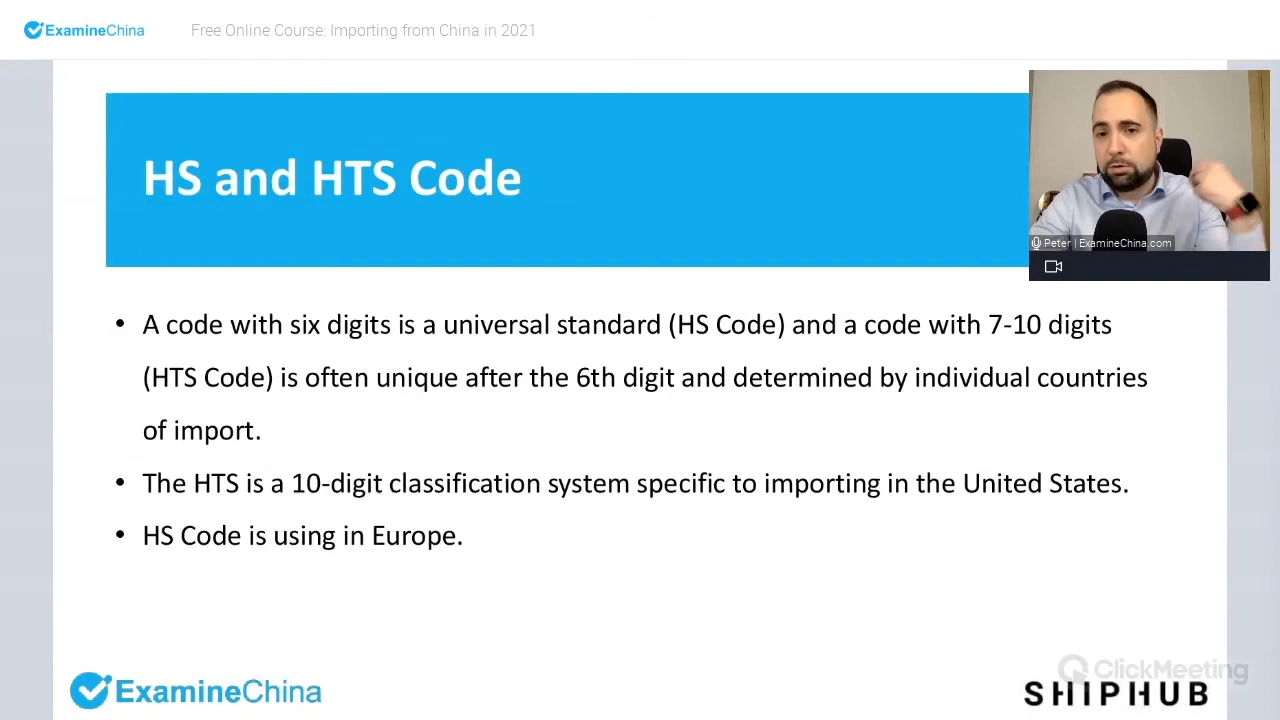 ExamineChina
Free Online Course: Importing from China in 2021
HS and HTS Code
Peter | ExamineChina.com
• A code with six digits is a universal standard (HS Code) and a code with 7-10 digits
(HTS Code) is often unique after the 6th digit and determined by individual countries
of import.
• The HTS is a 10-digit classification system specific to importing in the United States.
• HS Code is using in Europe.
ClickMeeting
ExamineChina
SHIPHUB